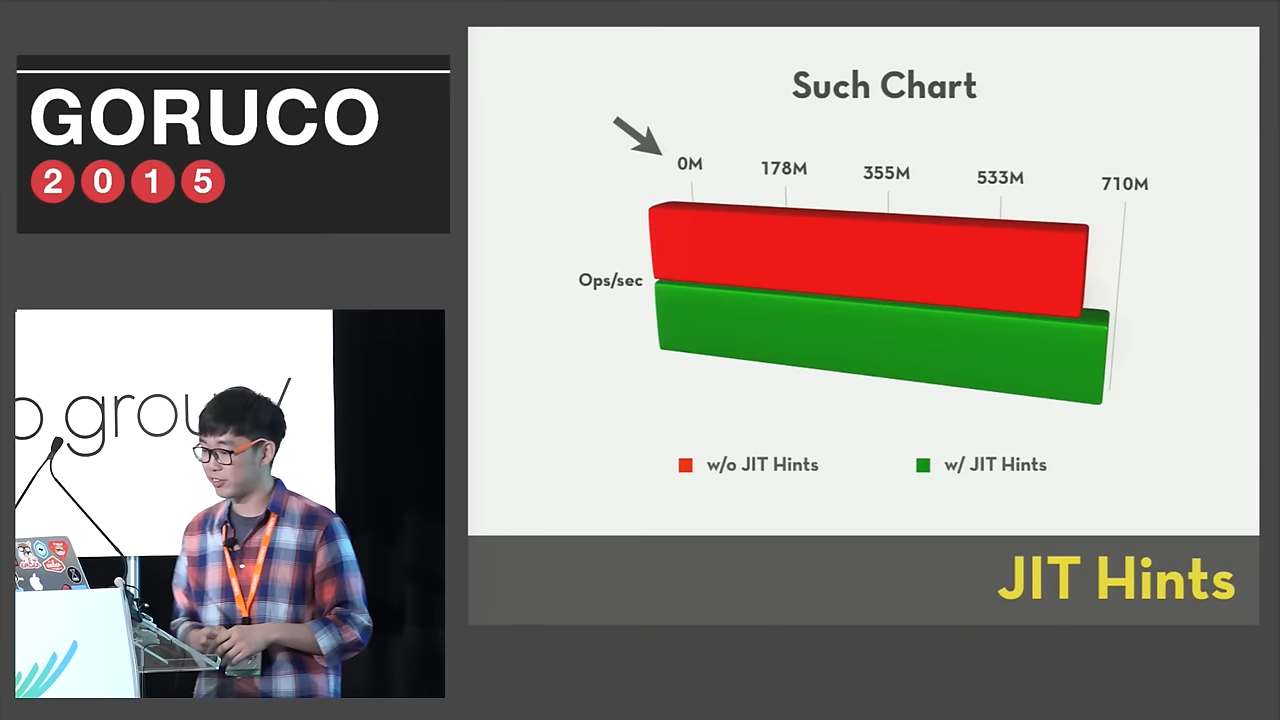 GORUCO
2 0 1 5
Such Chart
0M 178M 355M 533M 710M
Ops/sec
w/o JIT Hints w/ JIT Hints
JIT Hints